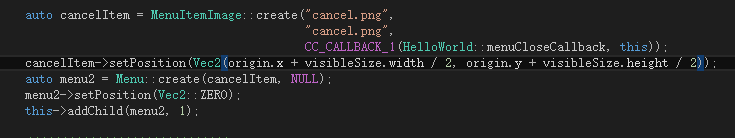 auto cancelItem = MenuItemImage::create("cancel.png",
"cancel.png",
CC_CALLBACK_1(HelloWorld::menuCloseCallback, this));
cancelItem->setPosition(Vec2(origin.x + visibleSize.width / 2, origin.y + visibleSize.height / 2));
auto menu2 = Menu::create(cancelItem, NULL);
menu2->setPosition(Vec2::ZERO);
this->addChild(menu2, 1);